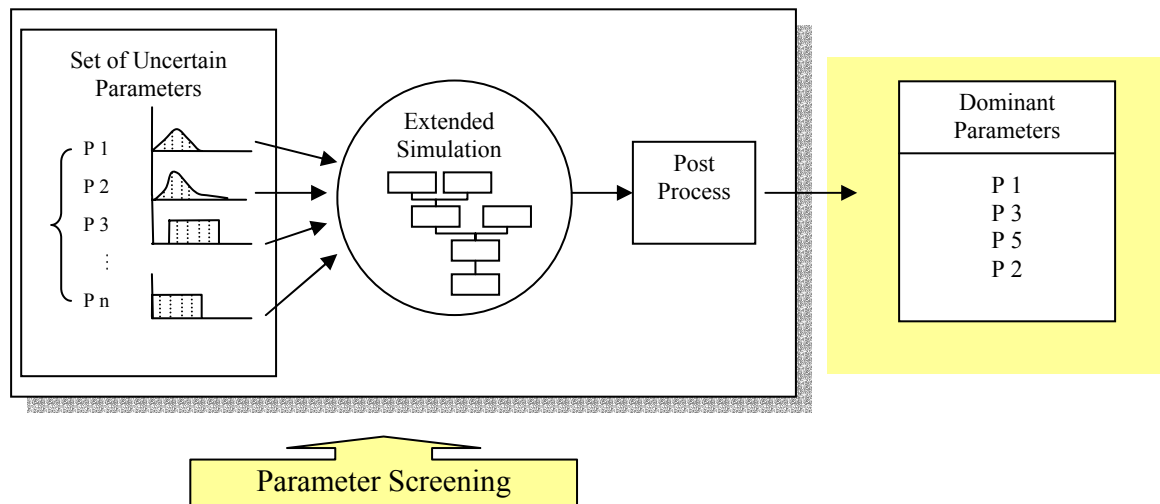 Set of Uncertain
Parameters
P 1
P 2
P 3
⋮
P n
Extended
Simulation
Post
Process
Dominant
Parameters
P 1
P 3
P 5
P 2
Parameter Screening